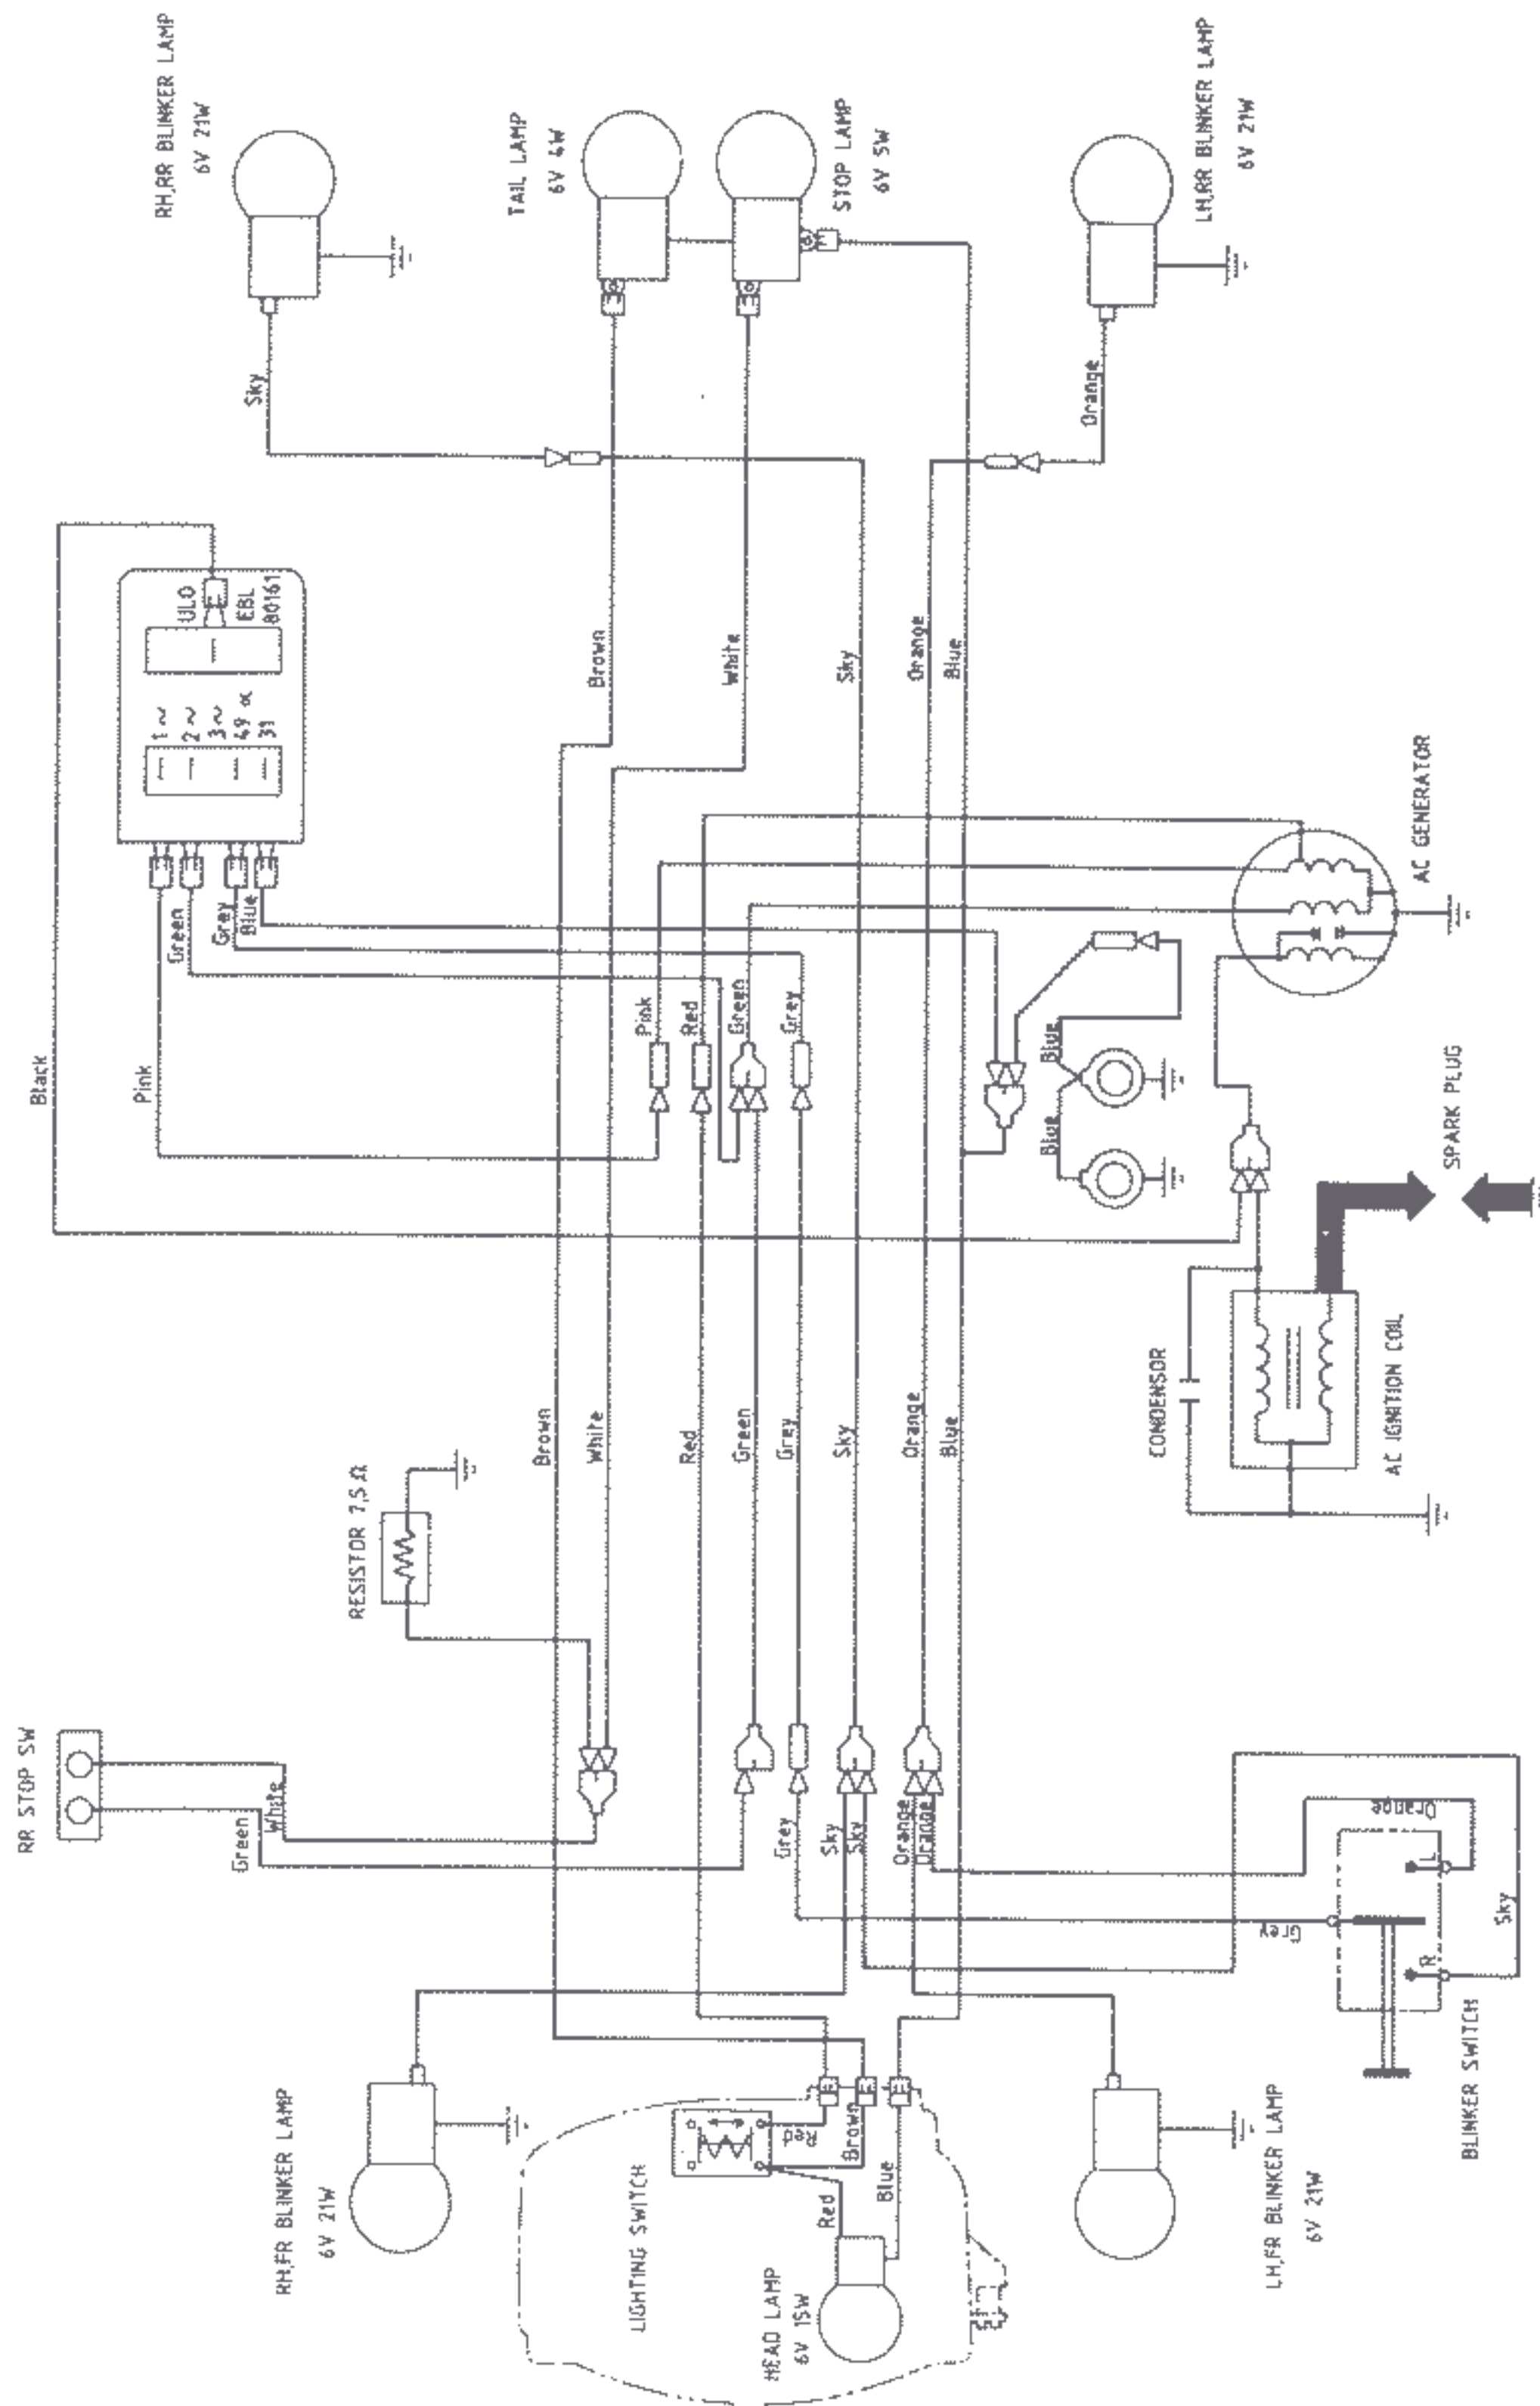 RR STOP SW
White
Green
RESISTOR 7,5 Ω
Black
Pink
Green
Grey
Blue
1 ~
2 ~
3 ~
49 α
31
ULO
EBL
80161
RH,RR BLINKER LAMP
6V 21W
Sky
TAIL LAMP
6V 4W
STOP LAMP
6V 5W
LH,RR BLINKER LAMP
6V 21W
Orange
Brown
White
Sky
Orange
Blue
Pink
Red
Green
Grey
Brown
White
Red
Green
Grey
Sky
Orange
Blue
Blue
Blue
AC GENERATOR
SPARK PLUG
CONDENSOR
AC IGNITION COIL
Grey
Sky
Sky
Orange
Orange
Orange
Grey
Sky
L
R
BLINKER SWITCH
RH,FR BLINKER LAMP
6V 21W
LIGHTING SWITCH
Red
Brown
Red
Blue
HEAD LAMP
6V 15W
LH,FR BLINKER LAMP
6V 21W